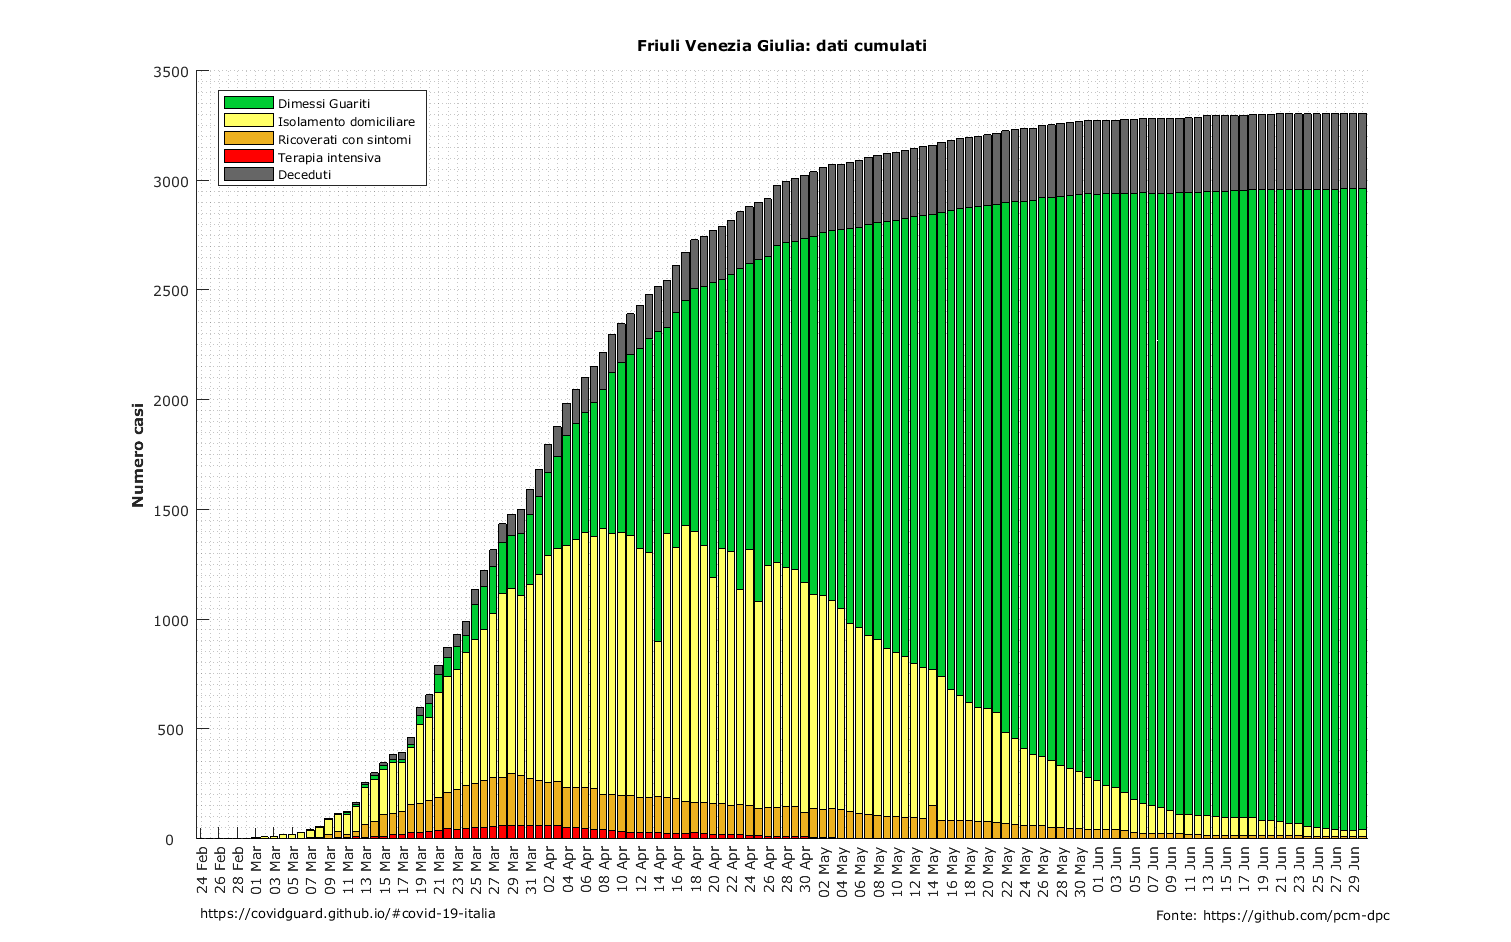 Friuli Venezia Giulia: dati cumulati
3500
3000
2500
2000
1500
1000
500
0
Numero casi
Dimessi Guariti
Isolamento domiciliare
Ricoverati con sintomi
Terapia intensiva
Deceduti
24 Feb
26 Feb
28 Feb
01 Mar
03 Mar
05 Mar
07 Mar
09 Mar
11 Mar
13 Mar
15 Mar
17 Mar
19 Mar
21 Mar
23 Mar
25 Mar
27 Mar
29 Mar
31 Mar
02 Apr
04 Apr
06 Apr
08 Apr
10 Apr
12 Apr
14 Apr
16 Apr
18 Apr
20 Apr
22 Apr
24 Apr
26 Apr
28 Apr
30 Apr
02 May
04 May
06 May
08 May
10 May
12 May
14 May
16 May
18 May
20 May
22 May
24 May
26 May
28 May
30 May
01 Jun
03 Jun
05 Jun
07 Jun
09 Jun
11 Jun
13 Jun
15 Jun
17 Jun
19 Jun
21 Jun
23 Jun
25 Jun
27 Jun
29 Jun
https://covidguard.github.io/#covid-19-italia
Fonte: https://github.com/pcm-dpc